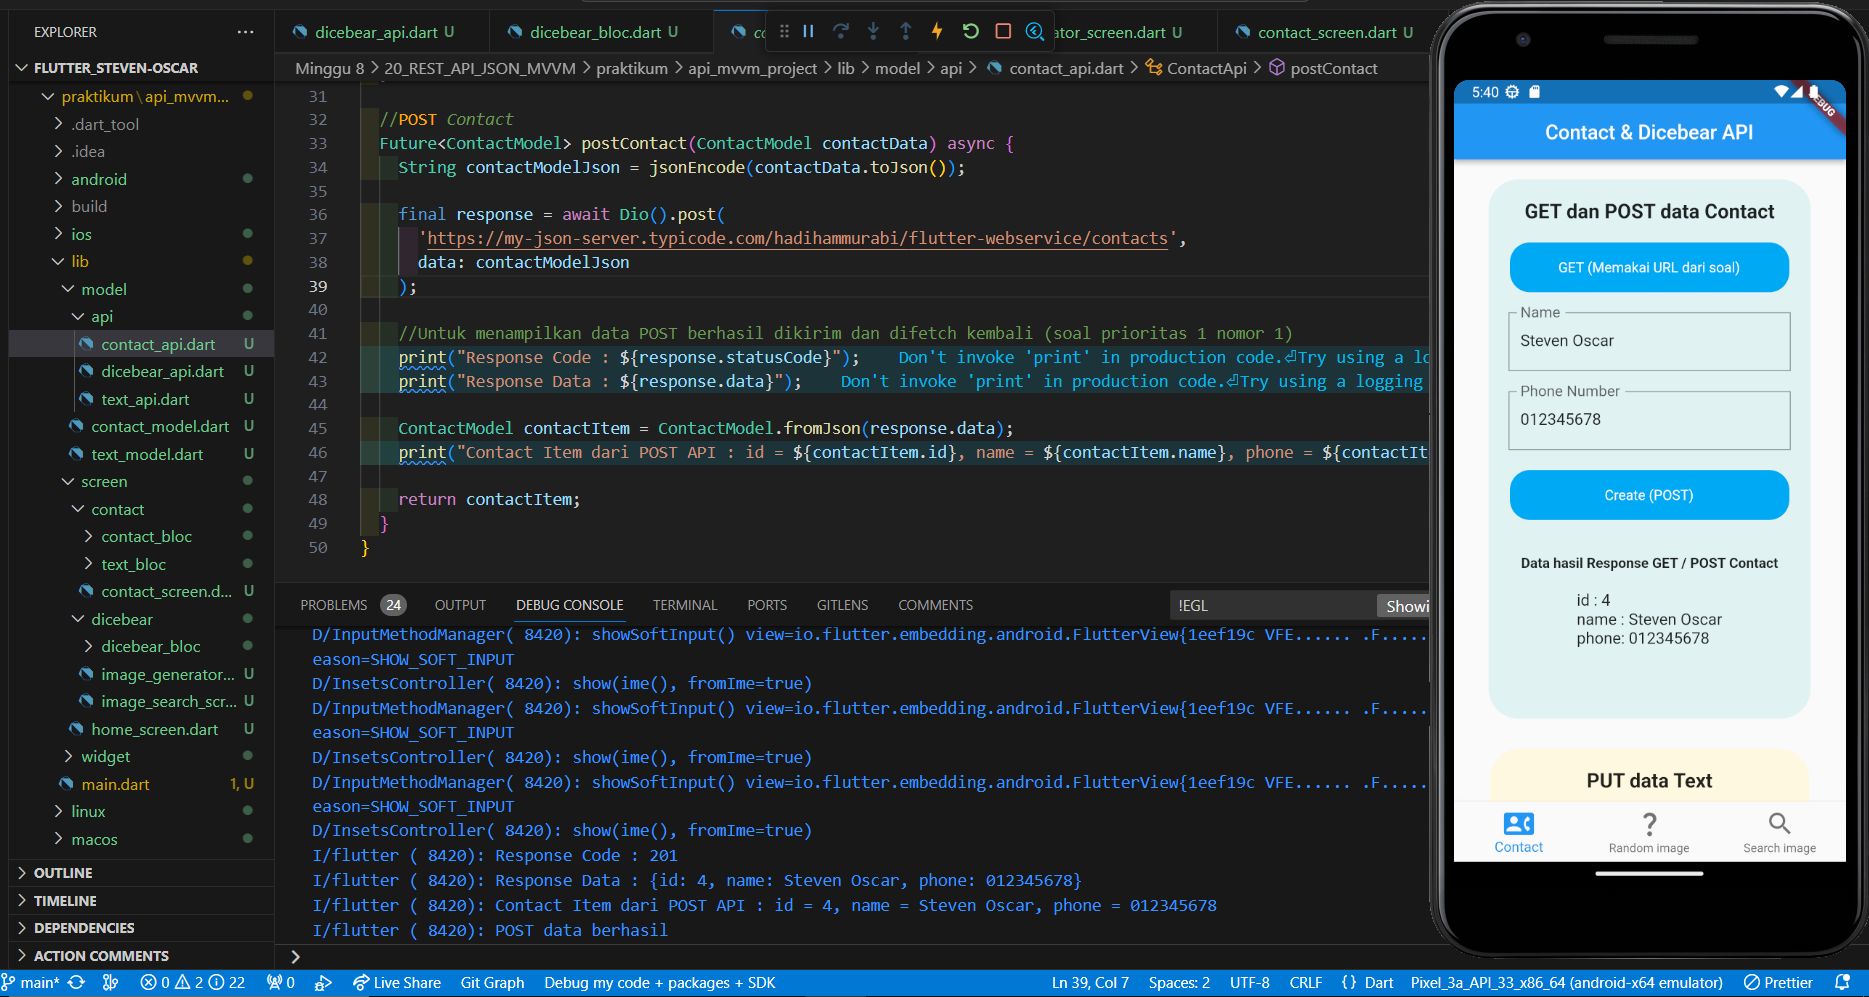 EXPLORER
FLUTTER_STEVEN-OSCAR
praktikum\api_mvvm...
.dart_tool
.idea
android
build
ios
lib
model
api
contact_api.dart U
dicebear_api.dart U
text_api.dart U
contact_model.dart U
text_model.dart U
screen
contact
contact_bloc
text_bloc
contact_screen.d... U
dicebear
dicebear_bloc
image_generator... U
image_search_scr... U
home_screen.dart U
widget
main.dart 1, U
linux
macos
OUTLINE
TIMELINE
DEPENDENCIES
ACTION COMMENTS
dicebear_api.dart U
dicebear_bloc.dart U
ator_screen.dart U
contact_screen.dart U
Minggu 8 > 20_REST_API_JSON_MVVM > praktikum > api_mvvm_project > lib > model > api > contact_api.dart > ContactApi > postContact
31
32 //POST Contact
33 Future<ContactModel> postContact(ContactModel contactData) async {
34 String contactModelJson = jsonEncode(contactData.toJson());
35
36 final response = await Dio().post(
37 'https://my-json-server.typicode.com/hadihammurabi/flutter-webservice/contacts',
38 data: contactModelJson
39 );
40
41 //Untuk menampilkan data POST berhasil dikirim dan difetch kembali (soal prioritas 1 nomor 1)
42 print("Response Code : ${response.statusCode}"); Don't invoke 'print' in production code.⏎Try using a lo
43 print("Response Data : ${response.data}"); Don't invoke 'print' in production code.⏎Try using a logging
44
45 ContactModel contactItem = ContactModel.fromJson(response.data);
46 print("Contact Item dari POST API : id = ${contactItem.id}, name = ${contactItem.name}, phone = ${contactIt
47
48 return contactItem;
49 }
50 }
PROBLEMS 24 OUTPUT DEBUG CONSOLE TERMINAL PORTS GITLENS COMMENTS !EGL Showi
D/InputMethodManager( 8420): showSoftInput() view=io.flutter.embedding.android.FlutterView{1eef19c VFE...... .F.....
eason=SHOW_SOFT_INPUT
D/InsetsController( 8420): show(ime(), fromIme=true)
D/InputMethodManager( 8420): showSoftInput() view=io.flutter.embedding.android.FlutterView{1eef19c VFE...... .F.....
eason=SHOW_SOFT_INPUT
D/InsetsController( 8420): show(ime(), fromIme=true)
D/InputMethodManager( 8420): showSoftInput() view=io.flutter.embedding.android.FlutterView{1eef19c VFE...... .F.....
eason=SHOW_SOFT_INPUT
D/InsetsController( 8420): show(ime(), fromIme=true)
I/flutter ( 8420): Response Code : 201
I/flutter ( 8420): Response Data : {id: 4, name: Steven Oscar, phone: 012345678}
I/flutter ( 8420): Contact Item dari POST API : id = 4, name = Steven Oscar, phone = 012345678
I/flutter ( 8420): POST data berhasil
main* 0 2 22 0 Live Share Git Graph Debug my code + packages + SDK Ln 39, Col 7 Spaces: 2 UTF-8 CRLF {} Dart Pixel_3a_API_33_x86_64 (android-x64 emulator) Prettier
5:40
Contact & Dicebear API
GET dan POST data Contact
GET (Memakai URL dari soal)
Name
Steven Oscar
Phone Number
012345678
Create (POST)
Data hasil Response GET / POST Contact
id : 4
name : Steven Oscar
phone: 012345678
PUT data Text
Contact
Random image
Search image